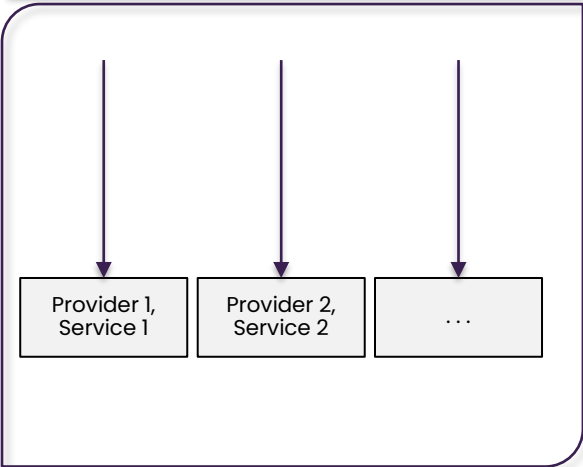 Provider 1,
Service 1
Provider 2,
Service 2
...